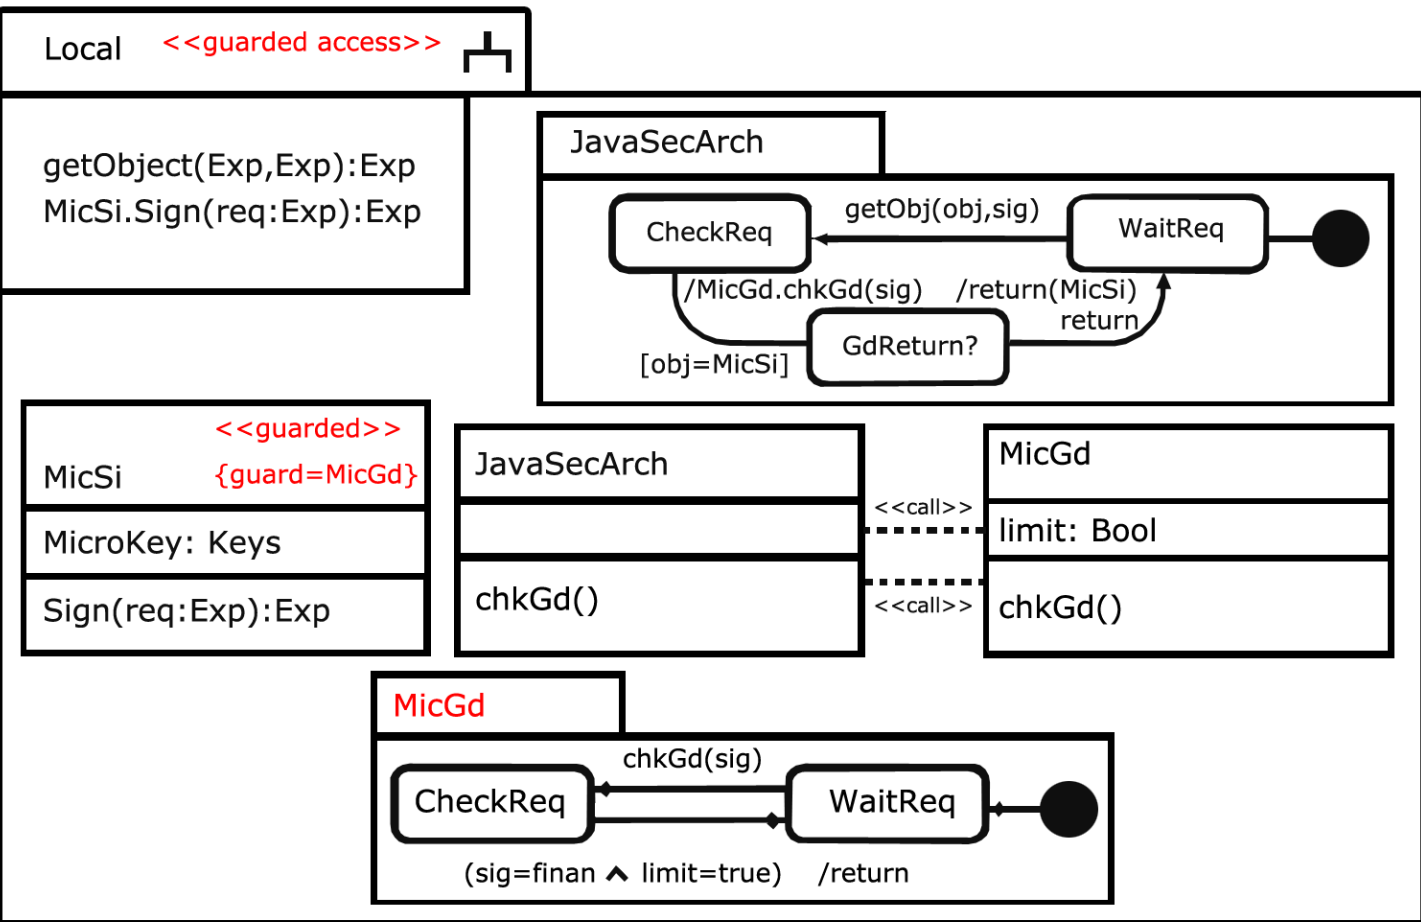 Local <<guarded access>>
getObject(Exp,Exp):Exp
MicSi.Sign(req:Exp):Exp
JavaSecArch
CheckReq
getObj(obj,sig)
WaitReq
/MicGd.chkGd(sig)
/return(MicSi)
return
GdReturn?
[obj=MicSi]
<<guarded>>
MicSi {guard=MicGd}
MicroKey: Keys
Sign(req:Exp):Exp
JavaSecArch
chkGd()
<<call>>
<<call>>
MicGd
limit: Bool
chkGd()
MicGd
chkGd(sig)
CheckReq
WaitReq
(sig=finan ∧ limit=true) /return